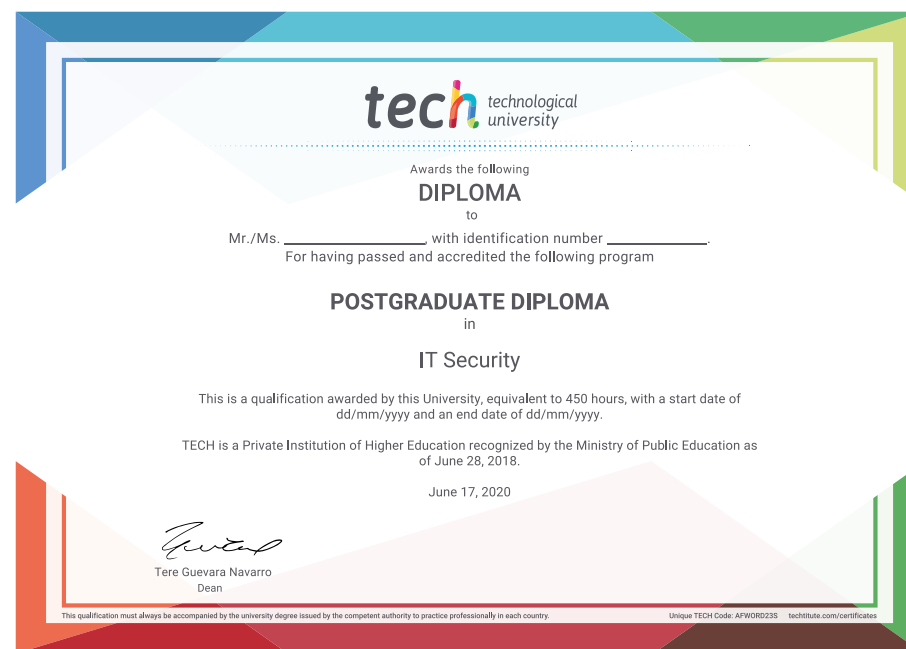 tech technological
university
Awards the following
DIPLOMA
to
Mr./Ms. ____________________, with identification number ______________.
For having passed and accredited the following program
POSTGRADUATE DIPLOMA
in
IT Security
This is a qualification awarded by this University, equivalent to 450 hours, with a start date of
dd/mm/yyyy and an end date of dd/mm/yyyy.
TECH is a Private Institution of Higher Education recognized by the Ministry of Public Education as
of June 28, 2018.
June 17, 2020
Tere Guevara Navarro
Dean
This qualification must always be accompanied by the university degree issued by the competent authority to practice professionally in each country. Unique TECH Code: AFWORD23S techtitute.com/certificates